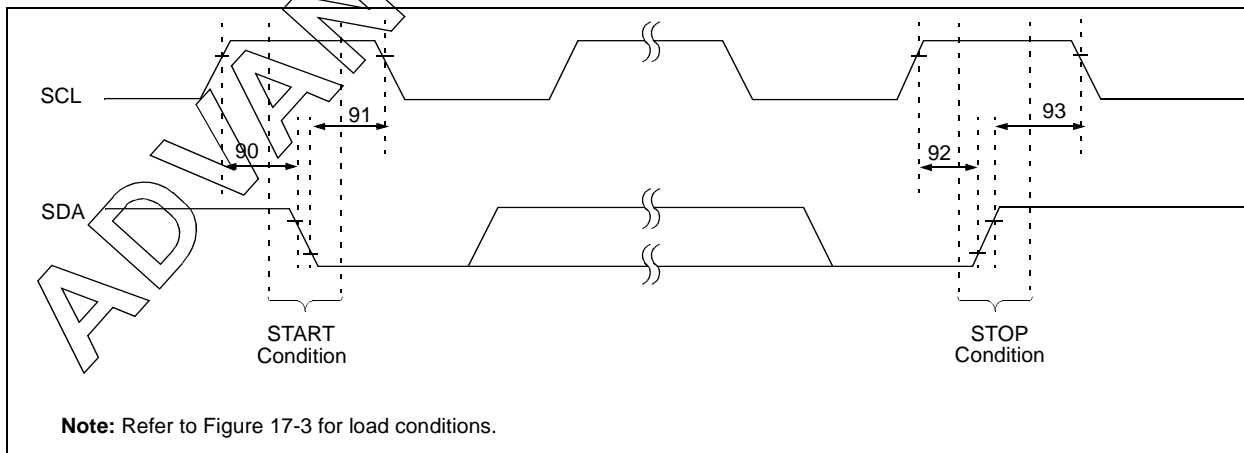 ADVAN
SCL
91
93
90
92
SDA
START
Condition
STOP
Condition
Note: Refer to Figure 17-3 for load conditions.